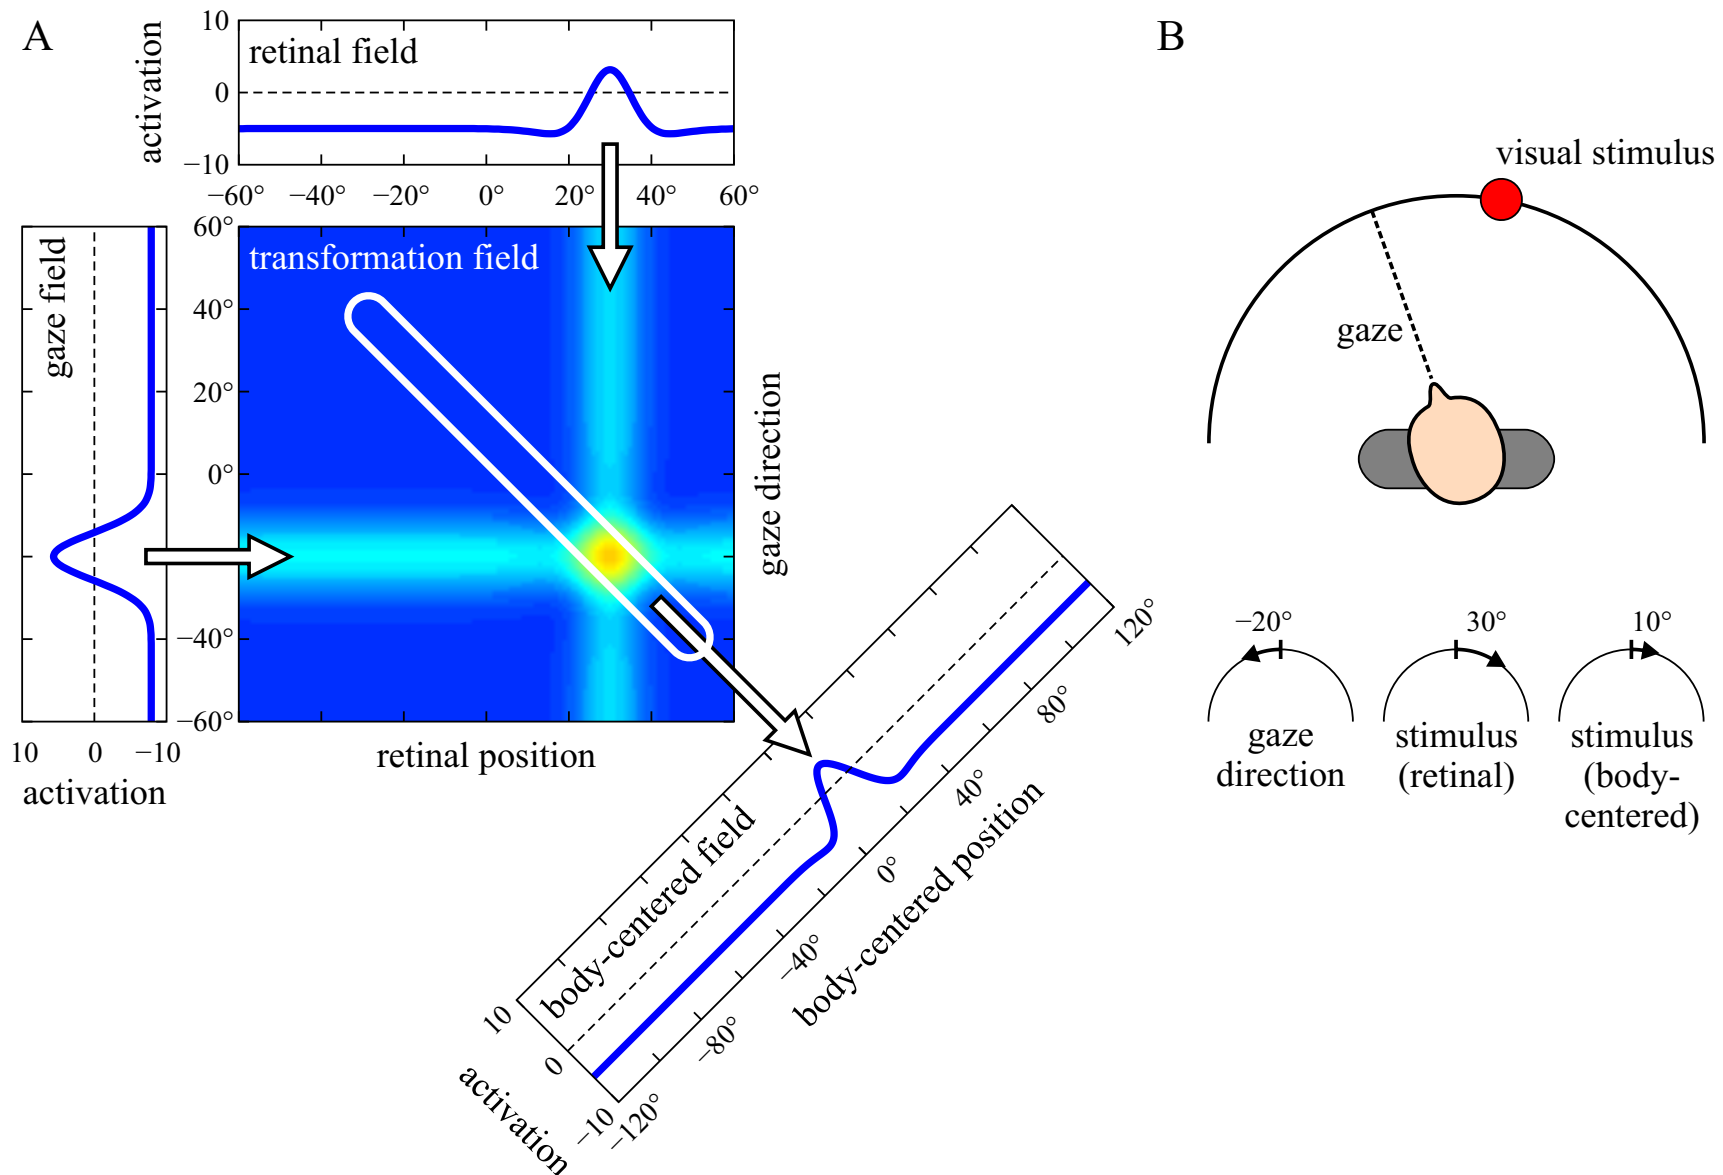 A
activation
10
0
−10
retinal field
−60°
−40°
−20°
0°
20°
40°
60°
gaze field
10
0
−10
activation
transformation field
60°
40°
20°
0°
−40°
−60°
retinal position
gaze direction
body-centered field
10
0
−10
activation
−120°
−80°
−40°
0°
40°
80°
120°
body-centered position
B
visual stimulus
gaze
−20°
30°
10°
gaze
direction
stimulus
(retinal)
stimulus
(body-
centered)